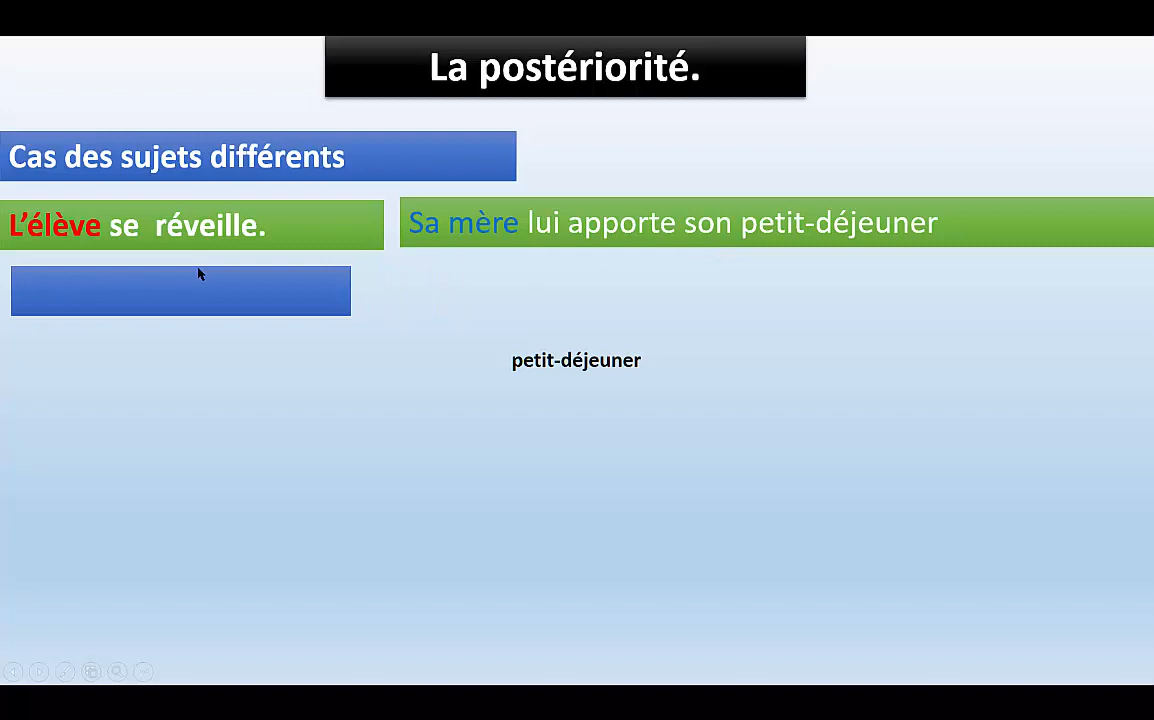 La postériorité.
Cas des sujets différents
L’élève se  réveille.
Sa mère lui apporte son petit-déjeuner
petit-déjeuner